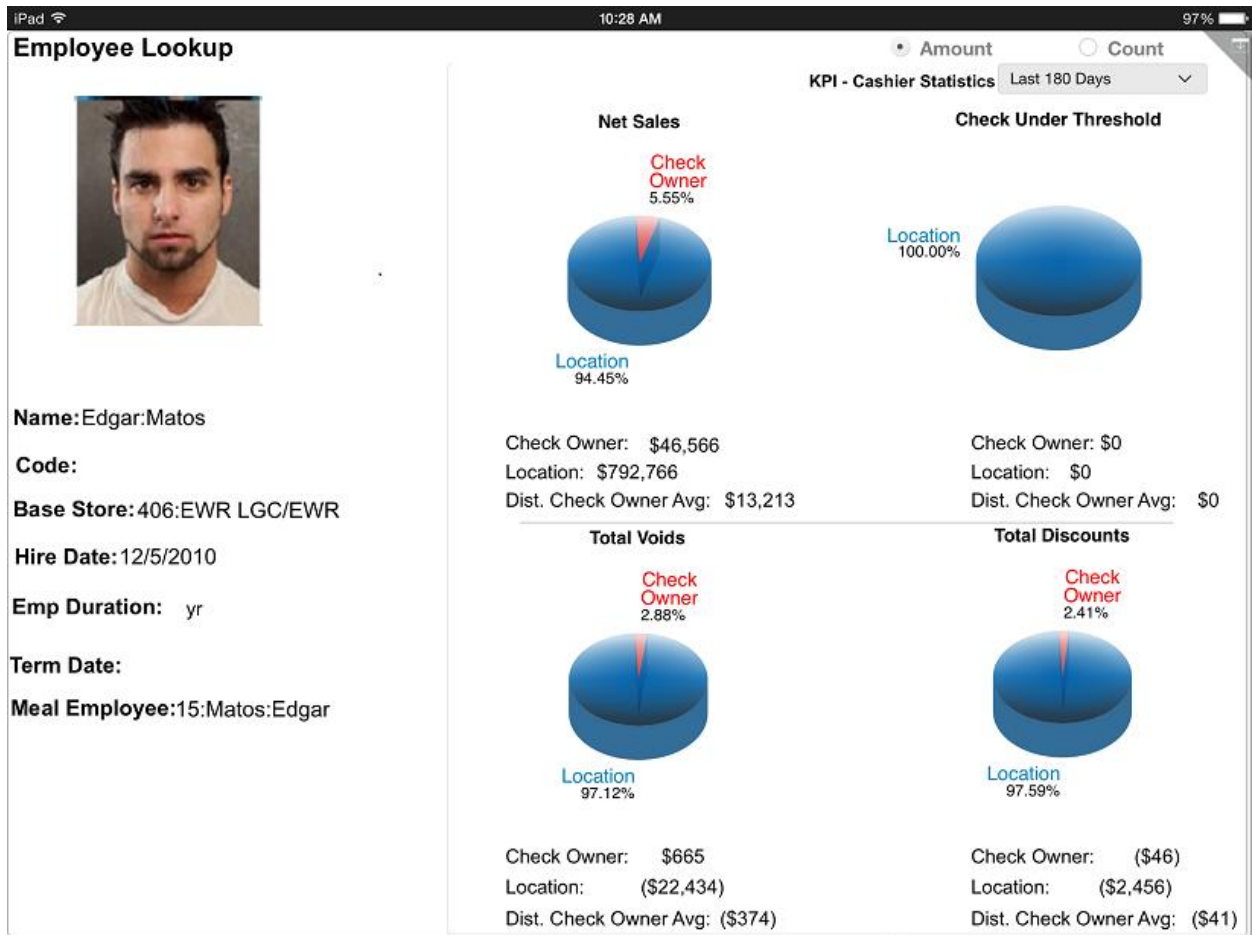 iPad 10:28 AM 97%
Employee Lookup
Amount Count
KPI - Cashier Statistics Last 180 Days
Net Sales
Check
Owner
5.55%
Location
94.45%
Check Owner: $46,566
Location: $792,766
Dist. Check Owner Avg: $13,213
Check Under Threshold
Location
100.00%
Check Owner: $0
Location: $0
Dist. Check Owner Avg: $0
Name:Edgar:Matos
Code:
Base Store:406:EWR LGC/EWR
Hire Date:12/5/2010
Emp Duration: yr
Term Date:
Meal Employee:15:Matos:Edgar
Total Voids
Check
Owner
2.88%
Location
97.12%
Check Owner: $665
Location: ($22,434)
Dist. Check Owner Avg: ($374)
Total Discounts
Check
Owner
2.41%
Location
97.59%
Check Owner: ($46)
Location: ($2,456)
Dist. Check Owner Avg: ($41)